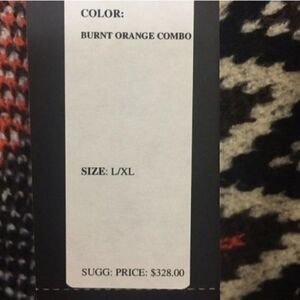 COLOR:
BURNT ORANGE COMBO
SIZE: L/XL
SUGG: PRICE: $328.00